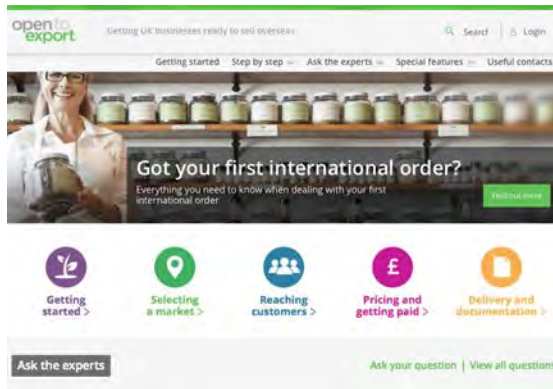 open to
export
Getting UK businesses ready to sell overseas
Search
Login
Getting started
Step by step
Ask the experts
Special features
Useful contacts
Got your first international order?
Everything you need to know when dealing with your first
international order
Find out more
£
Getting
started >
Selecting
a market >
Reaching
customers >
Pricing and
getting paid >
Delivery and
documentation >
Ask the experts
Ask your question | View all questions